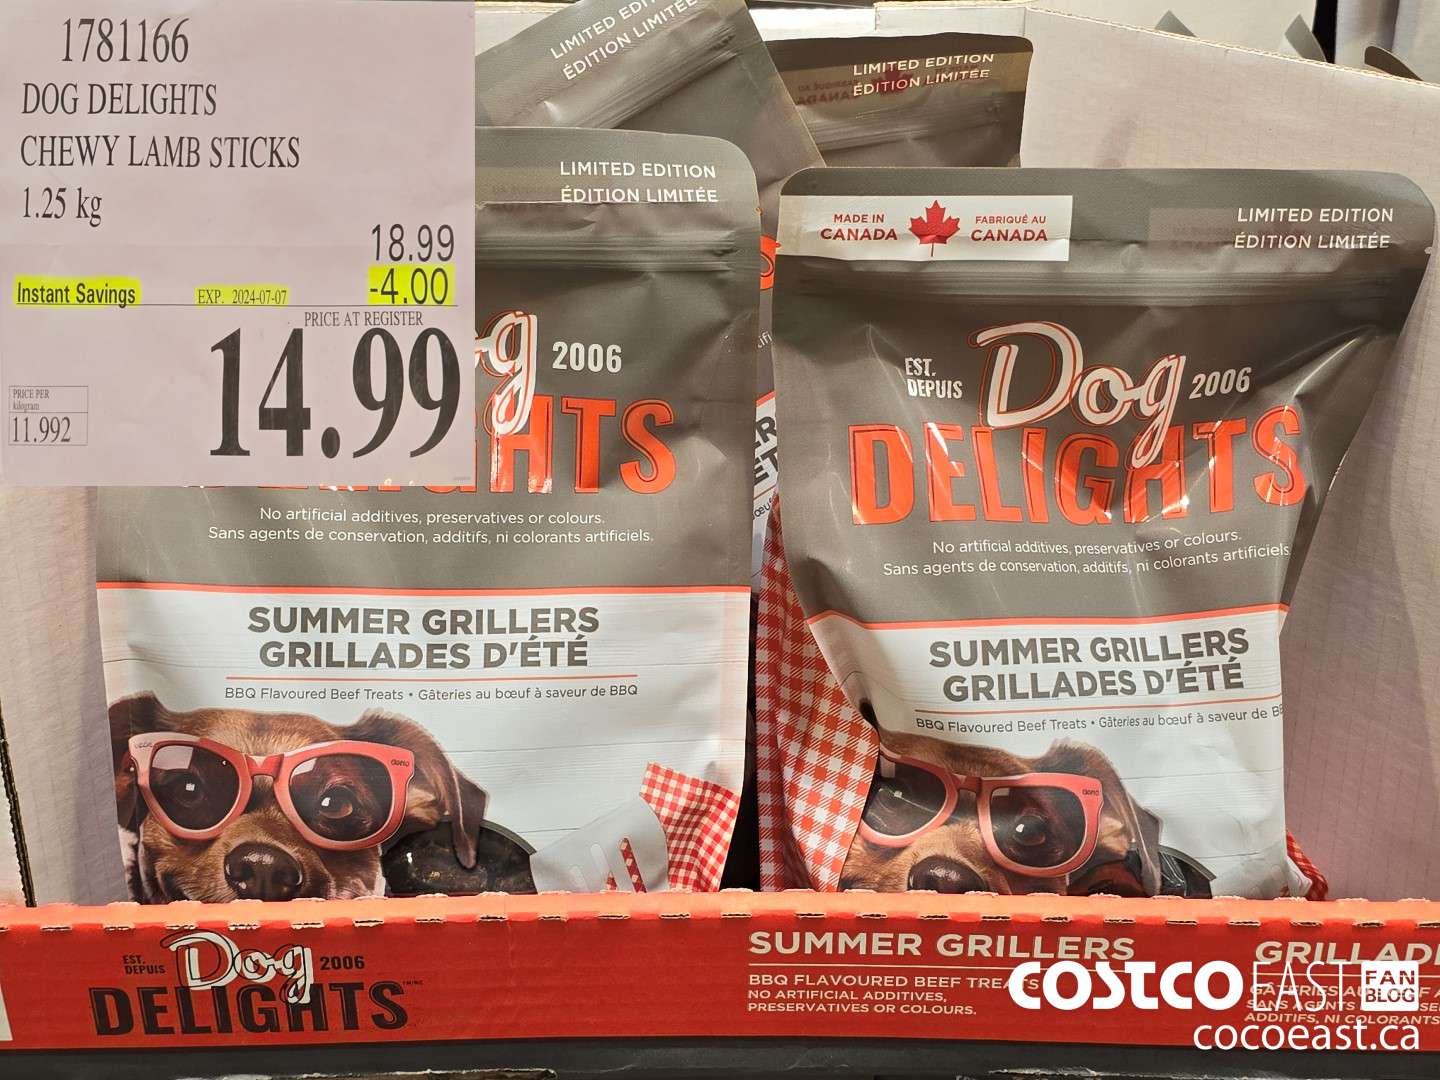 1781166
DOG DELIGHTS
CHEWY LAMB STICKS
1.25 kg
18.99
Instant Savings EXP. 2024-07-07 -4.00
PRICE AT REGISTER
14.99
PRICE PER
kilogram
11.992
LIMITED EDITION
ÉDITION LIMITÉE
LIMITED EDITION
ÉDITION LIMITÉE
LIMITED EDITION
ÉDITION LIMITÉE
2006
No artificial additives, preservatives or colours.
Sans agents de conservation, additifs, ni colorants artificiels.
SUMMER GRILLERS
GRILLADES D'ÉTÉ
BBQ Flavoured Beef Treats • Gâteries au bœuf à saveur de BBQ
MADE IN
CANADA
FABRIQUÉ AU
CANADA
LIMITED EDITION
ÉDITION LIMITÉE
EST.
DEPUIS
Dog
2006
DELIGHTS
No artificial additives, preservatives or colours.
Sans agents de conservation, additifs, ni colorants artificiels
SUMMER GRILLERS
GRILLADES D'ÉTÉ
BBQ Flavoured Beef Treats • Gâteries au bœuf à saveur de
EST.
DEPUIS
Dog
2006
DELIGHTS
SUMMER GRILLERS
BBQ FLAVOURED BEEF TREATS
NO ARTIFICIAL ADDITIVES,
PRESERVATIVES OR COLOURS.
COSTCO EAST FAN BLOG
cocoeast.ca